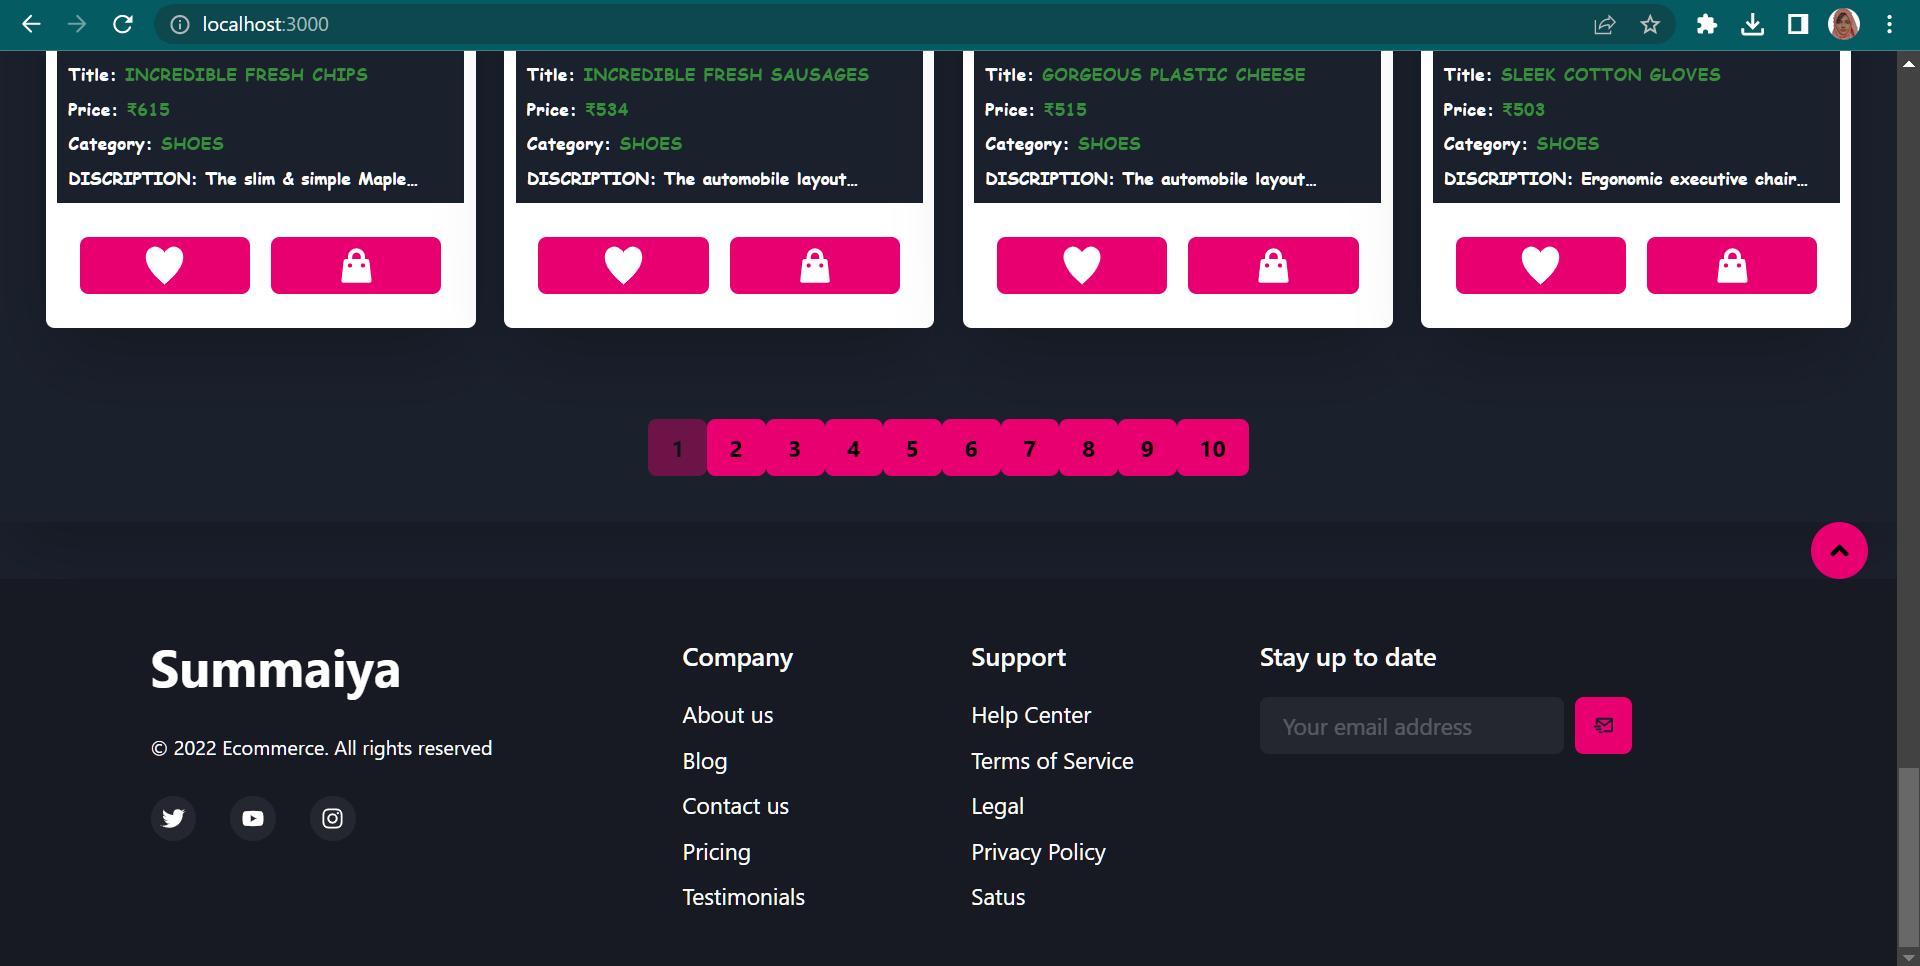 localhost:3000
Title: INCREDIBLE FRESH CHIPS
Price: ₹615
Category: SHOES
DISCRIPTION: The slim & simple Maple...
Title: INCREDIBLE FRESH SAUSAGES
Price: ₹534
Category: SHOES
DISCRIPTION: The automobile layout...
Title: GORGEOUS PLASTIC CHEESE
Price: ₹515
Category: SHOES
DISCRIPTION: The automobile layout...
Title: SLEEK COTTON GLOVES
Price: ₹503
Category: SHOES
DISCRIPTION: Ergonomic executive chair...
1 2 3 4 5 6 7 8 9 10
Summaiya
© 2022 Ecommerce. All rights reserved
Company
About us
Blog
Contact us
Pricing
Testimonials
Support
Help Center
Terms of Service
Legal
Privacy Policy
Satus
Stay up to date
Your email address